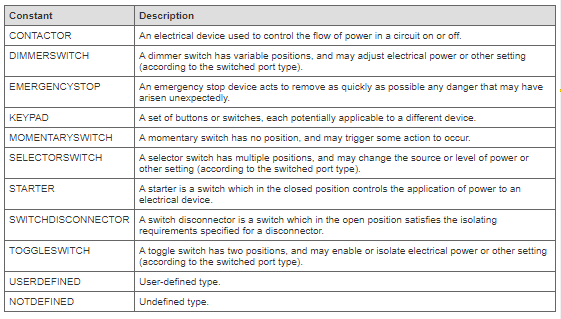 Constant Description
CONTACTOR An electrical device used to control the flow of power in a circuit on or off.
DIMMERSWITCH A dimmer switch has variable positions, and may adjust electrical power or other setting
(according to the switched port type).
EMERGENCYSTOP An emergency stop device acts to remove as quickly as possible any danger that may have
arisen unexpectedly.
KEYPAD A set of buttons or switches, each potentially applicable to a different device.
MOMENTARYSWITCH A momentary switch has no position, and may trigger some action to occur.
SELECTORSWITCH A selector switch has multiple positions, and may change the source or level of power or
other setting (according to the switched port type).
STARTER A starter is a switch which in the closed position controls the application of power to an
electrical device.
SWITCHDISCONNECTOR A switch disconnector is a switch which in the open position satisfies the isolating
requirements specified for a disconnector.
TOGGLESWITCH A toggle switch has two positions, and may enable or isolate electrical power or other setting
(according to the switched port type).
USERDEFINED User-defined type.
NOTDEFINED Undefined type.